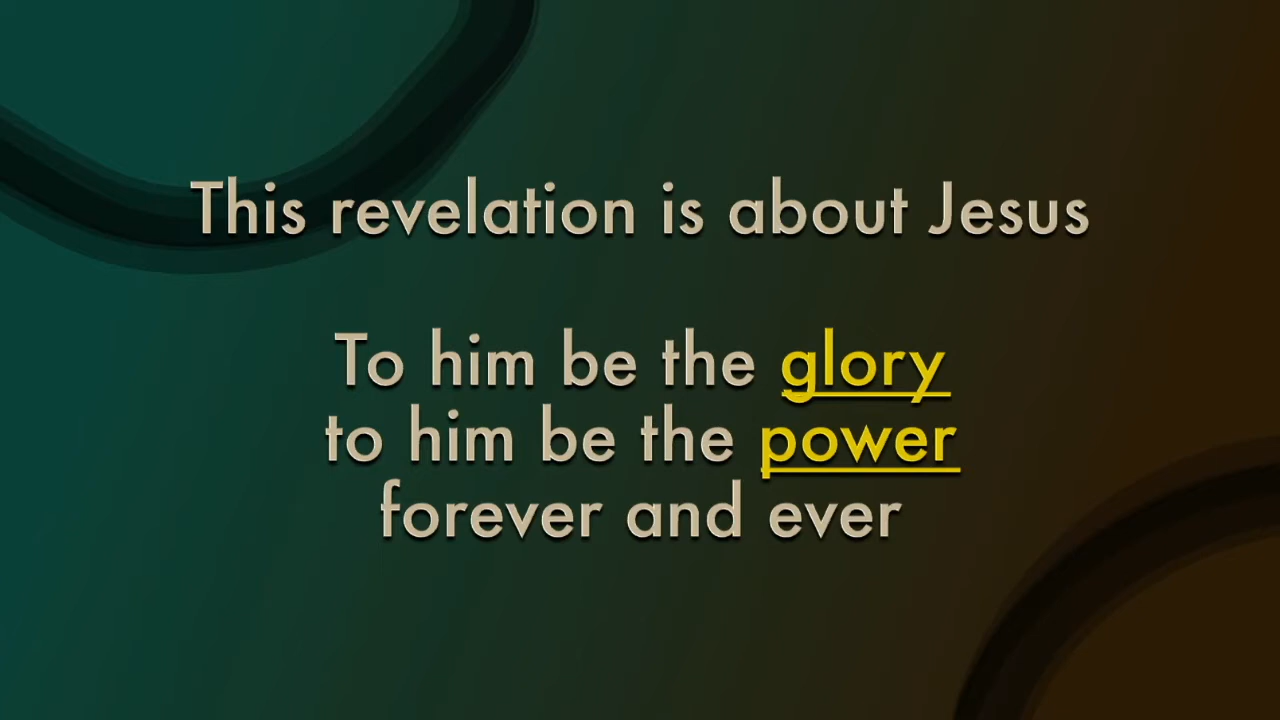 This revelation is about Jesus
To him be the glory
to him be the power
forever and ever